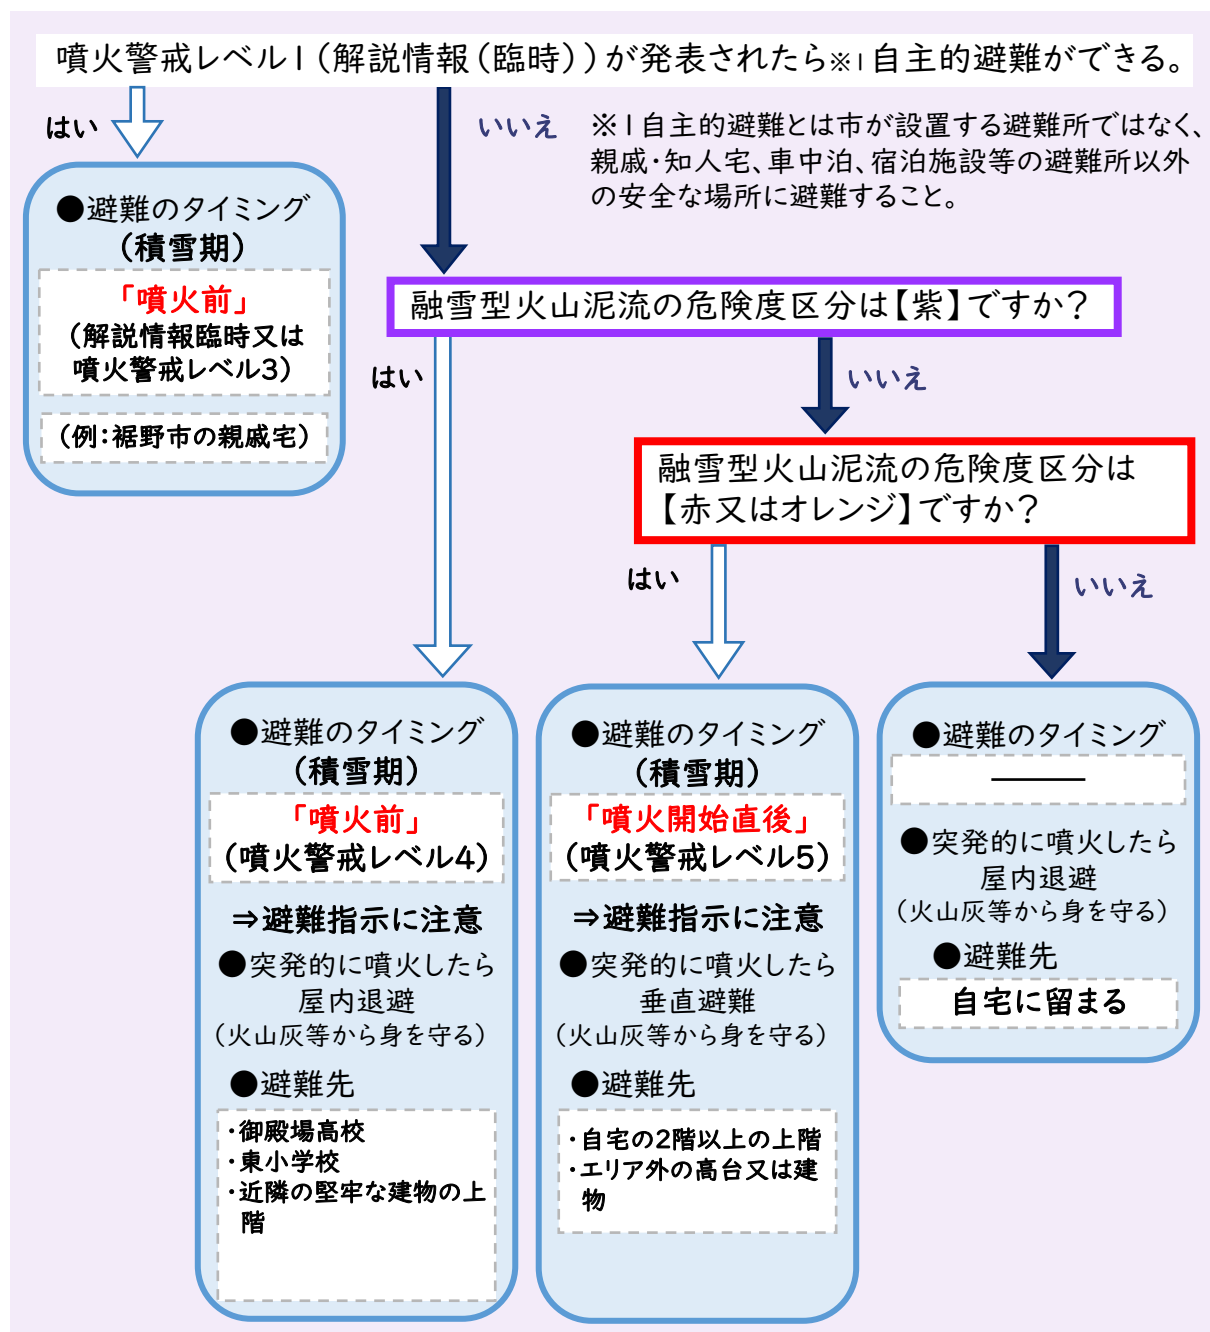 噴火警戒レベル1(解説情報(臨時))が発表されたら※1自主的避難ができる。
はい
いいえ
※1自主的避難とは市が設置する避難所ではなく、
親戚・知人宅、車中泊、宿泊施設等の避難所以外
の安全な場所に避難すること。
●避難のタイミング
(積雪期)
「噴火前」
(解説情報臨時又は
噴火警戒レベル3)
(例:裾野市の親戚宅)
融雪型火山泥流の危険度区分は【紫】ですか?
はい
いいえ
融雪型火山泥流の危険度区分は
【赤又はオレンジ】ですか?
はい
いいえ
●避難のタイミング
(積雪期)
「噴火前」
(噴火警戒レベル4)
⇒避難指示に注意
●突発的に噴火したら
屋内退避
(火山灰等から身を守る)
●避難先
・御殿場高校
・東小学校
・近隣の堅牢な建物の上
階
●避難のタイミング
(積雪期)
「噴火開始直後」
(噴火警戒レベル5)
⇒避難指示に注意
●突発的に噴火したら
垂直避難
(火山灰等から身を守る)
●避難先
・自宅の2階以上の上階
・エリア外の高台又は建
物
●避難のタイミング
―――
●突発的に噴火したら
屋内退避
(火山灰等から身を守る)
●避難先
自宅に留まる